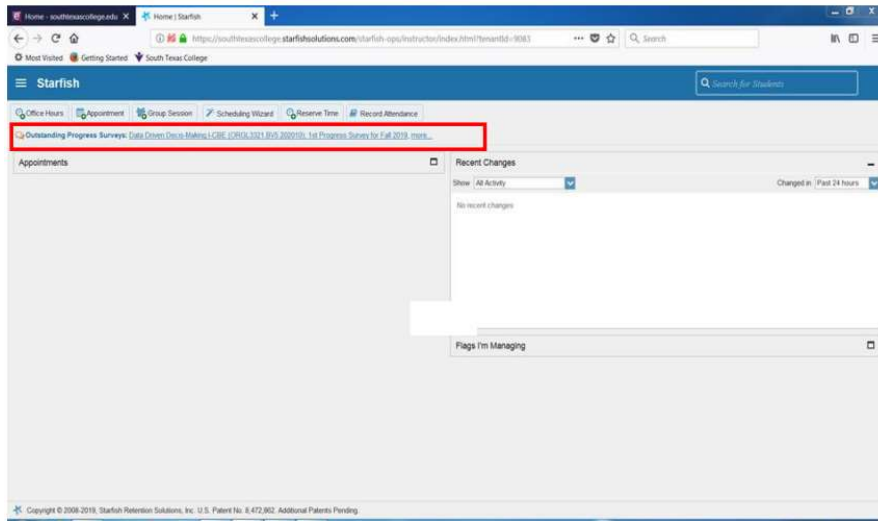 Home - southtexascollege.edu X Home | Starfish X +
https://southtexascollege.starfishsolutions.com/starfish-ops/instructor/index.html?tenantId=9083 Search
Most Visited Getting Started South Texas College
Starfish Search for Students
Office Hours Appointment Group Session Scheduling Wizard Reserve Time Record Attendance
Outstanding Progress Surveys: Data Driven Decis-Making I-CBE (ORGL3321.BV5 202010): 1st Progress Survey for Fall 2019, more...
Appointments Recent Changes
Show All Activity Changed in Past 24 hours
No recent changes
Flags I'm Managing
Copyright © 2008-2019, Starfish Retention Solutions, Inc. U.S. Patent No. 8,472,862. Additional Patents Pending.